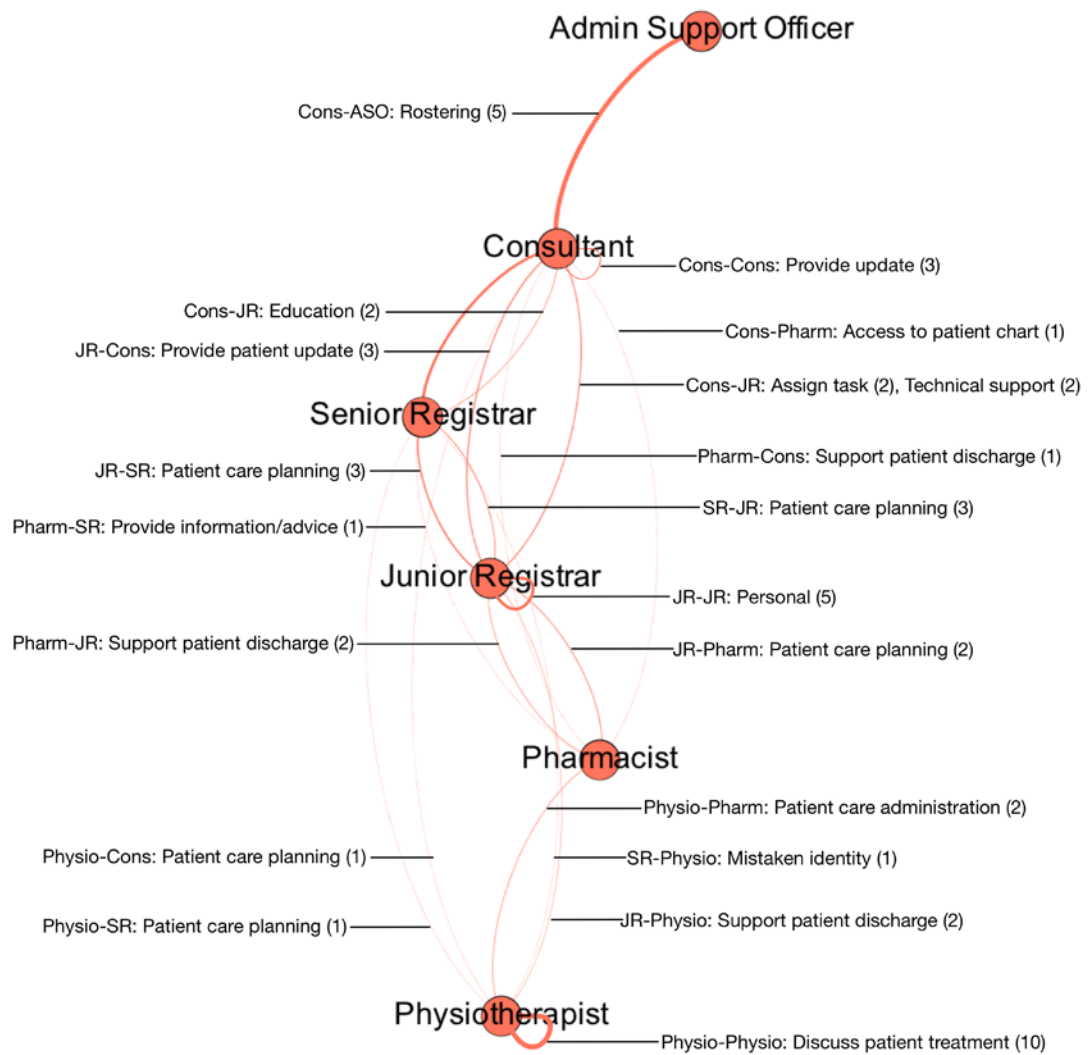 Admin Support Officer
Cons-ASO: Rostering (5)
Consultant
Cons-Cons: Provide update (3)
Cons-JR: Education (2)
Cons-Pharm: Access to patient chart (1)
JR-Cons: Provide patient update (3)
Cons-JR: Assign task (2), Technical support (2)
Senior Registrar
Pharm-Cons: Support patient discharge (1)
JR-SR: Patient care planning (3)
SR-JR: Patient care planning (3)
Pharm-SR: Provide information/advice (1)
Junior Registrar
JR-JR: Personal (5)
Pharm-JR: Support patient discharge (2)
JR-Pharm: Patient care planning (2)
Pharmacist
Physio-Pharm: Patient care administration (2)
Physio-Cons: Patient care planning (1)
SR-Physio: Mistaken identity (1)
Physio-SR: Patient care planning (1)
JR-Physio: Support patient discharge (2)
Physiotherapist
Physio-Physio: Discuss patient treatment (10)